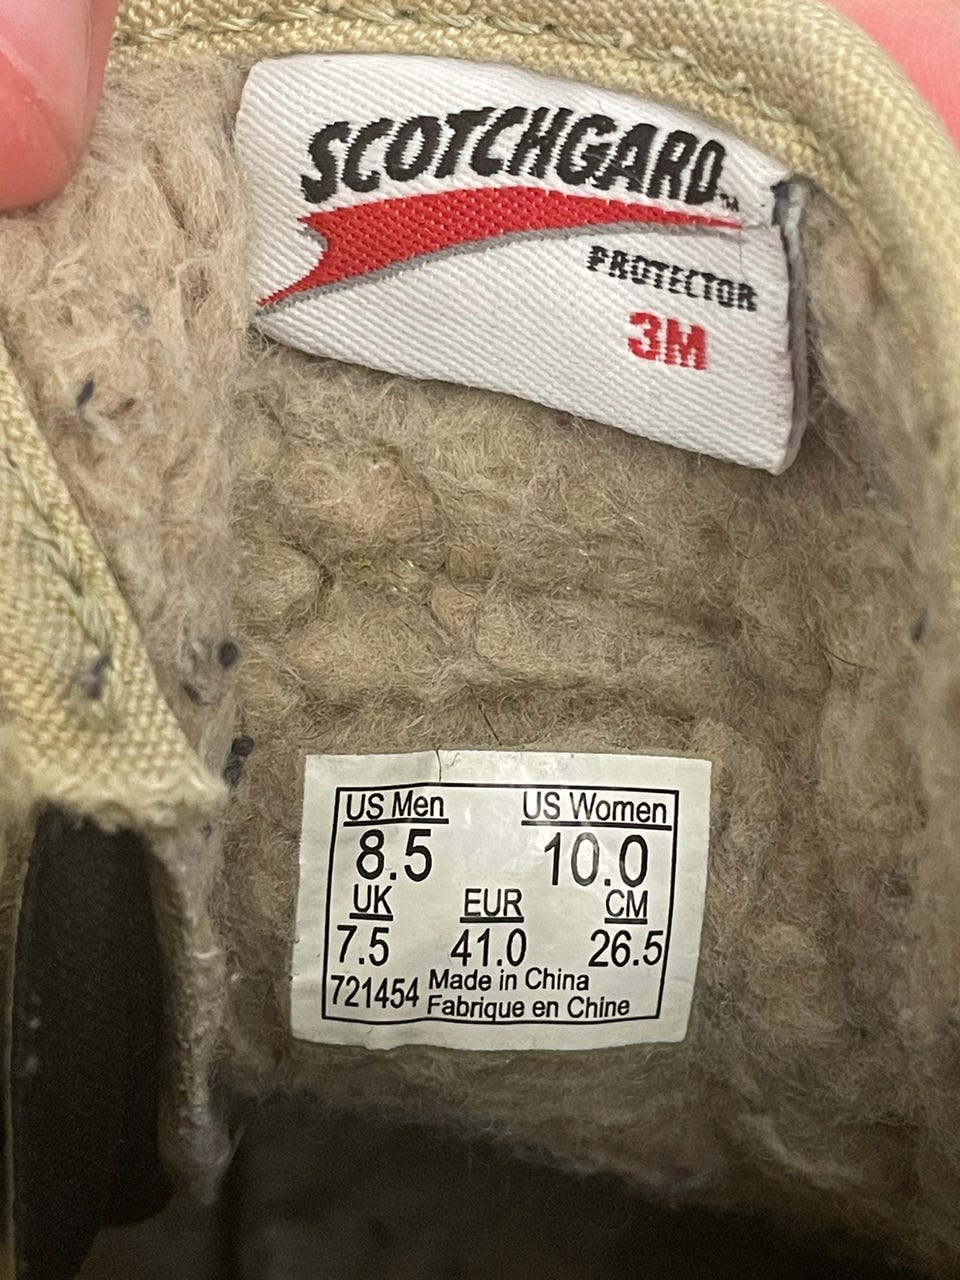 SCOTCHGARD™
PROTECTOR
3M
US Men US Women
8.5 10.0
UK EUR CM
7.5 41.0 26.5
721454 Made in China
Fabrique en Chine